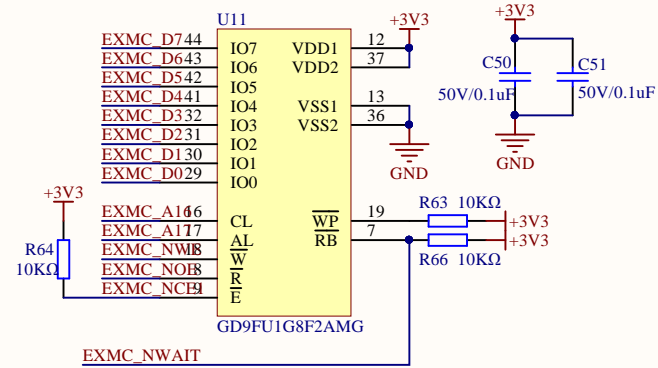 U11
+3V3
+3V3
EXMC_D7 44 IO7 VDD1 12
EXMC_D6 43 IO6 VDD2 37
EXMC_D5 42 IO5
EXMC_D4 41 IO4 VSS1 13
EXMC_D3 32 IO3 VSS2 36
EXMC_D2 31 IO2
EXMC_D1 30 IO1
EXMC_D0 29 IO0
C50
50V/0.1uF
C51
50V/0.1uF
GND
GND
+3V3
R64
10KΩ
EXMC_A16 16 CL WP 19
EXMC_A17 17 AL RB 7
EXMC_NWE 18 W
EXMC_NOE 8 R
EXMC_NCE1 9 E
R63 10KΩ
+3V3
+3V3
R66 10KΩ
GD9FU1G8F2AMG
EXMC_NWAIT